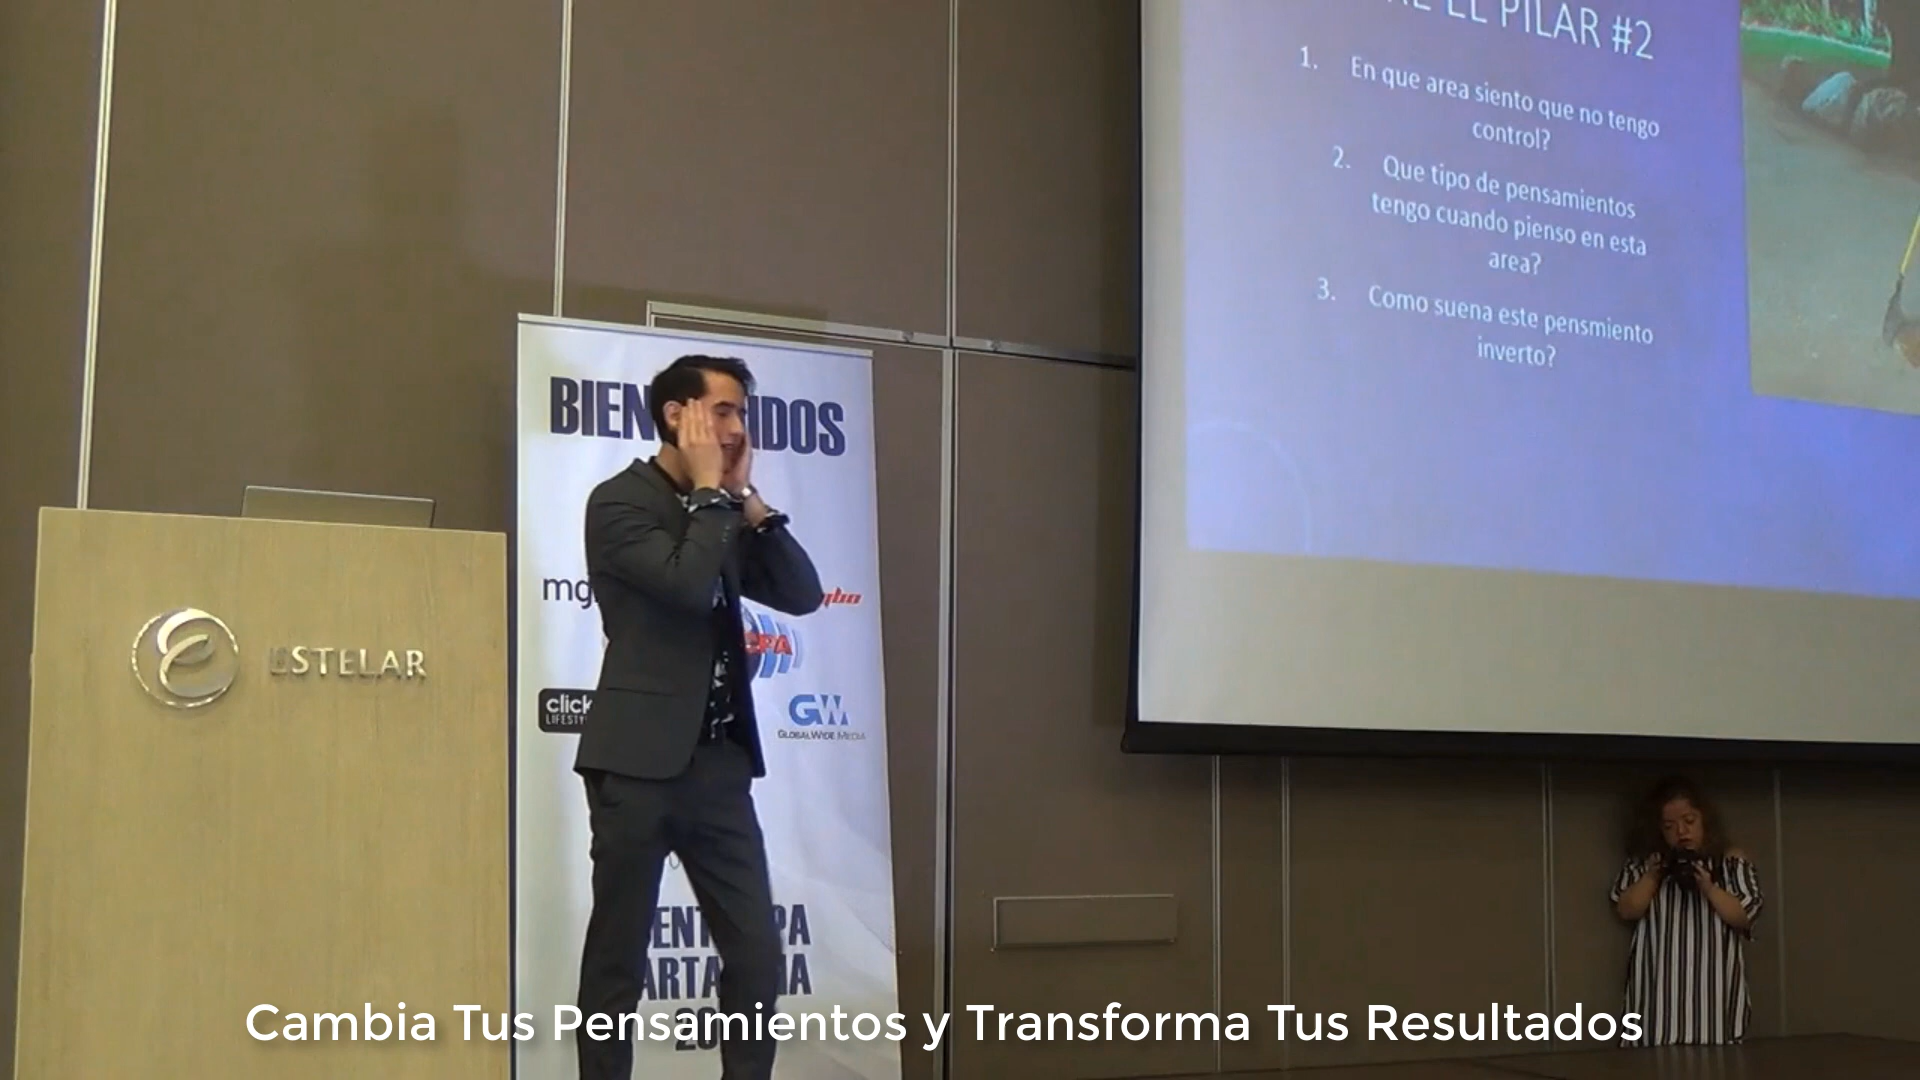 EL PILAR #2
1. En que area siento que no tengo
control?
2. Que tipo de pensamientos
tengo cuando pienso en esta
area?
3. Como suena este pensmiento
inverto?
ESTELAR
click
LIFESTY
GW
GLOBALWIDE MEDIA
Cambia Tus Pensamientos y Transforma Tus Resultados